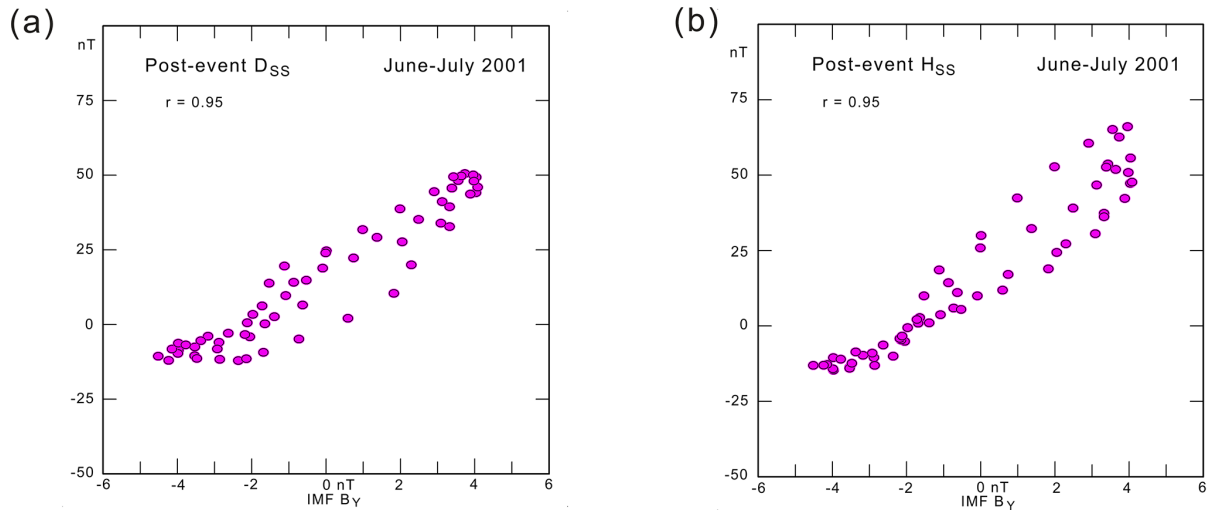 (a)
nT
Post-event DSS June-July 2001
r = 0.95
75
50
25
0
-25
-50
-6 -4 -2 0 nT 2 4 6
IMF BY
(b)
nT
Post-event HSS June-July 2001
r = 0.95
75
50
25
0
-25
-50
-6 -4 -2 0 nT 2 4 6
IMF BY